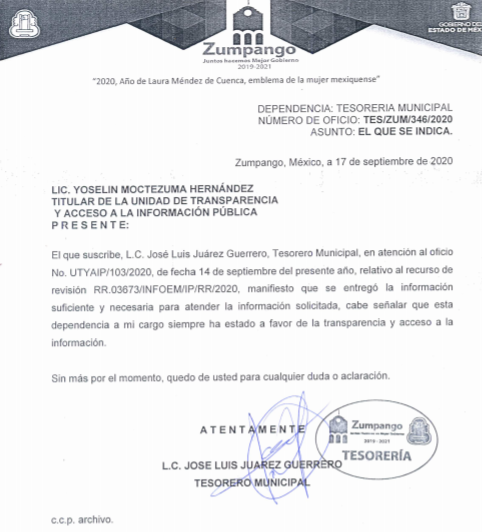 Zumpango
Juntos hacemos Mejor Gobierno
2019-2021
GOBIERNO DEL
ESTADO DE MÉX
"2020, Año de Laura Méndez de Cuenca, emblema de la mujer mexiquense"
DEPENDENCIA: TESORERIA MUNICIPAL
NÚMERO DE OFICIO: TES/ZUM/346/2020
ASUNTO: EL QUE SE INDICA.
Zumpango, México, a 17 de septiembre de 2020
LIC. YOSELIN MOCTEZUMA HERNÁNDEZ
TITULAR DE LA UNIDAD DE TRANSPARENCIA
Y ACCESO A LA INFORMACIÓN PÚBLICA
P R E S E N T E:
El que suscribe, L.C. José Luis Juárez Guerrero, Tesorero Municipal, en atención al oficio
No. UTYAIP/103/2020, de fecha 14 de septiembre del presente año, relativo al recurso de
revisión RR.03673/INFOEM/IP/RR/2020, manifiesto que se entregó la información
suficiente y necesaria para atender la información solicitada, cabe señalar que esta
dependencia a mi cargo siempre ha estado a favor de la transparencia y acceso a la
información.
Sin más por el momento, quedo de usted para cualquier duda o aclaración.
A T E N T A M E N T E
Zumpango
Juntos hacemos Mejor Gobierno
2019 - 2021
TESORERÍA
L.C. JOSE LUIS JUAREZ GUERRERO
TESORERO MUNICIPAL
c.c.p. archivo.